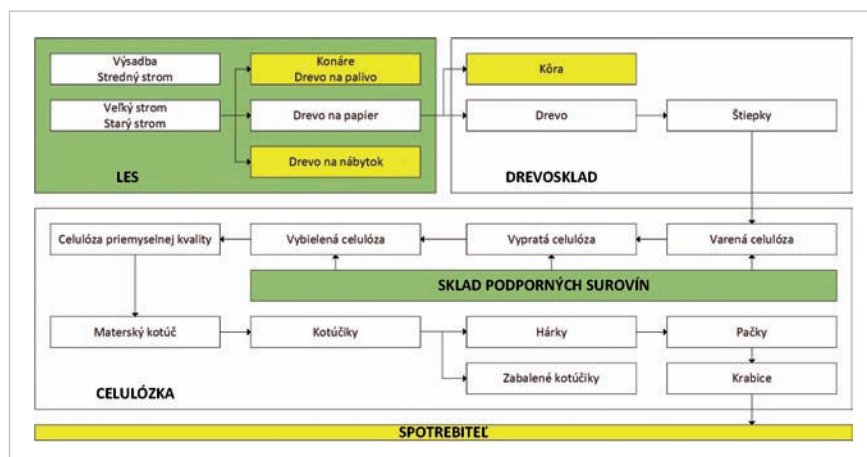 Výsadba
Stredný strom
Konáre
Drevo na palivo
Kôra
Veľký strom
Starý strom
Drevo na papier
Drevo
Štiepky
Drevo na nábytok
LES
DREVOSKLAD
Celulóza priemyselnej kvality
Vybielená celulóza
Vypratá celulóza
Varená celulóza
SKLAD PODPORNÝCH SUROVÍN
Materský kotúč
Kotúčiky
Hárky
Pačky
Zabalené kotúčiky
Krabice
CELULÓZKA
SPOTREBITEĽ